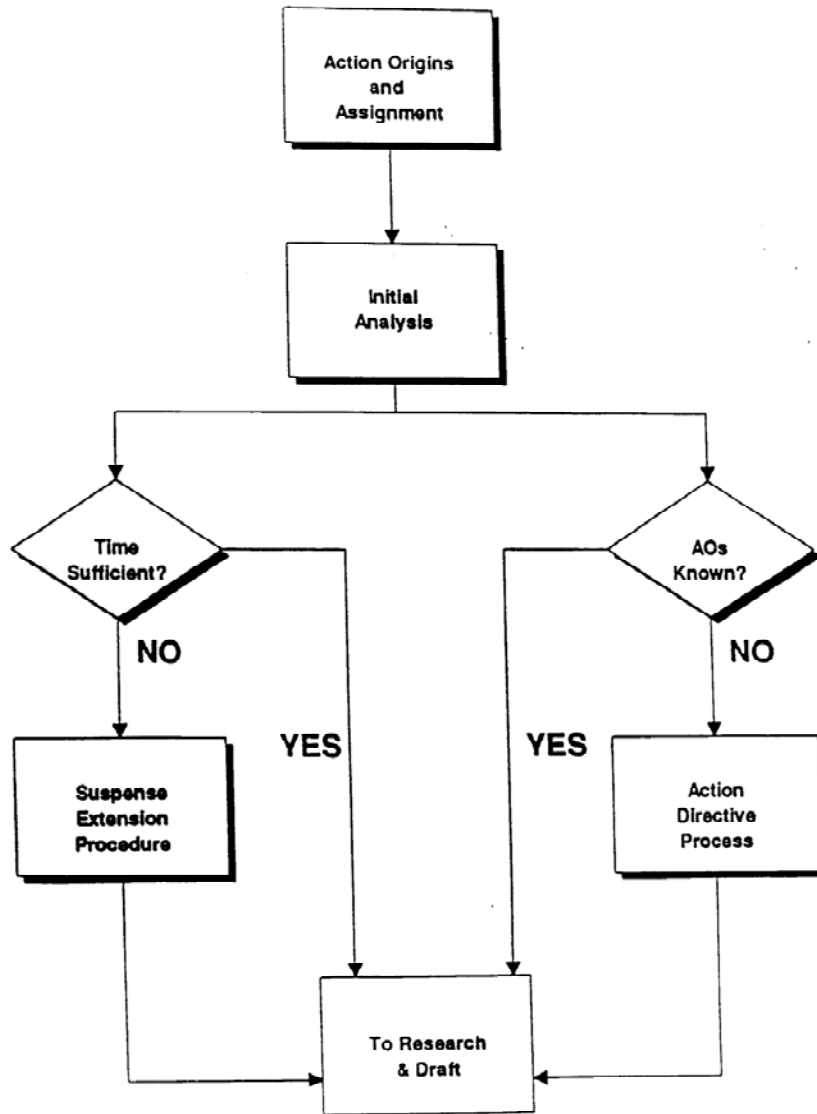 Action Origins
and
Assignment
Initial
Analysis
Time
Sufficient?
AOs
Known?
NO
NO
YES
YES
Suspense
Extension
Procedure
Action
Directive
Process
To Research
& Draft